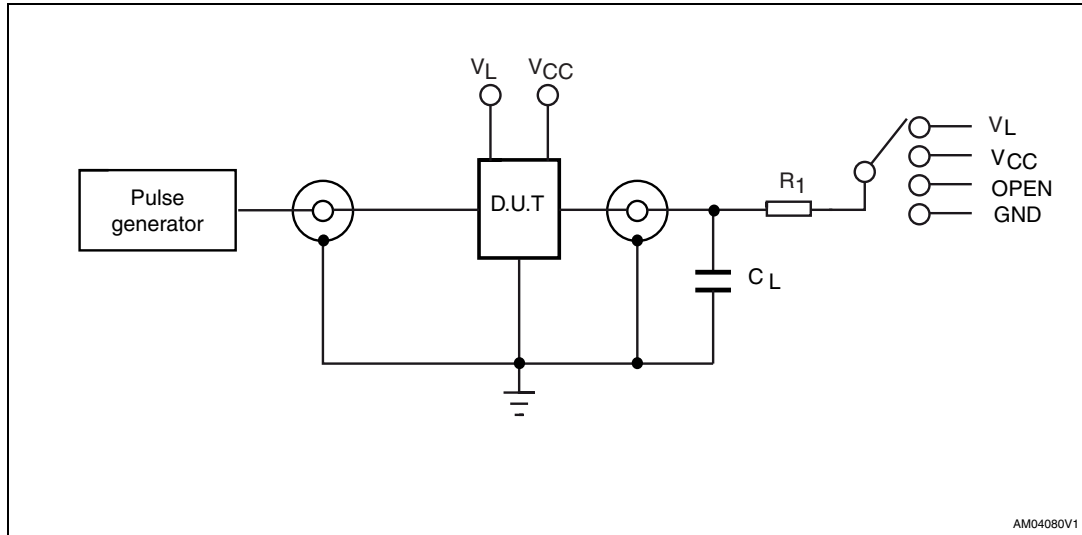 VL
VCC
VL
VCC
OPEN
GND
R1
Pulse
generator
D.U.T
CL
AM04080V1